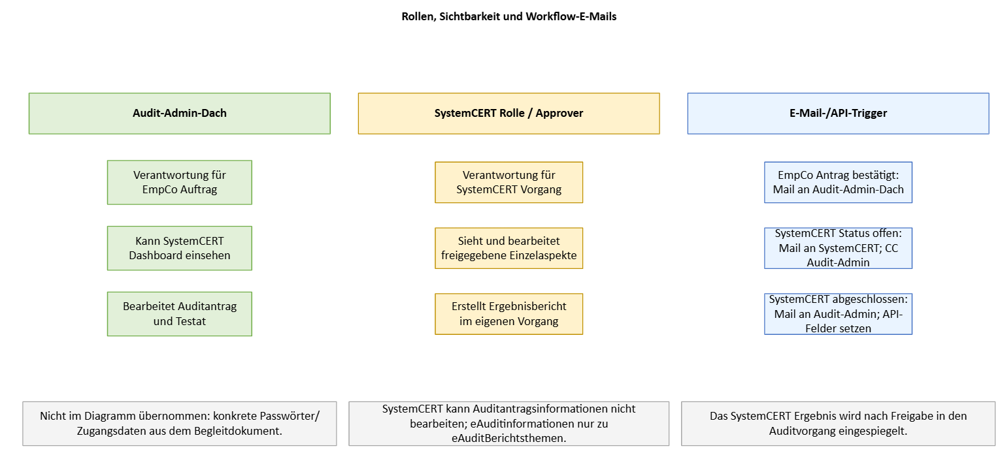 Rollen, Sichtbarkeit und Workflow-E-Mails
Audit-Admin-Dach
Verantwortung für
EmpCo Auftrag
Kann SystemCERT
Dashboard einsehen
Bearbeitet Auditantrag
und Testat
SystemCERT Rolle / Approver
Verantwortung für
SystemCERT Vorgang
Sieht und bearbeitet
freigegebene Einzelaspekte
Erstellt Ergebnisbericht
im eigenen Vorgang
E-Mail-/API-Trigger
EmpCo Antrag bestätigt:
Mail an Audit-Admin-Dach
SystemCERT Status offen:
Mail an SystemCERT; CC
Audit-Admin
SystemCERT abgeschlossen:
Mail an Audit-Admin; API-
Felder setzen
Nicht im Diagramm übernommen: konkrete Passwörter/
Zugangsdaten aus dem Begleitdokument.
SystemCERT kann Auditantragsinformationen nicht
bearbeiten; eAuditinformationen nur zu
eAuditBerichtsthemen.
Das SystemCERT Ergebnis wird nach Freigabe in den
Auditvorgang eingespiegelt.